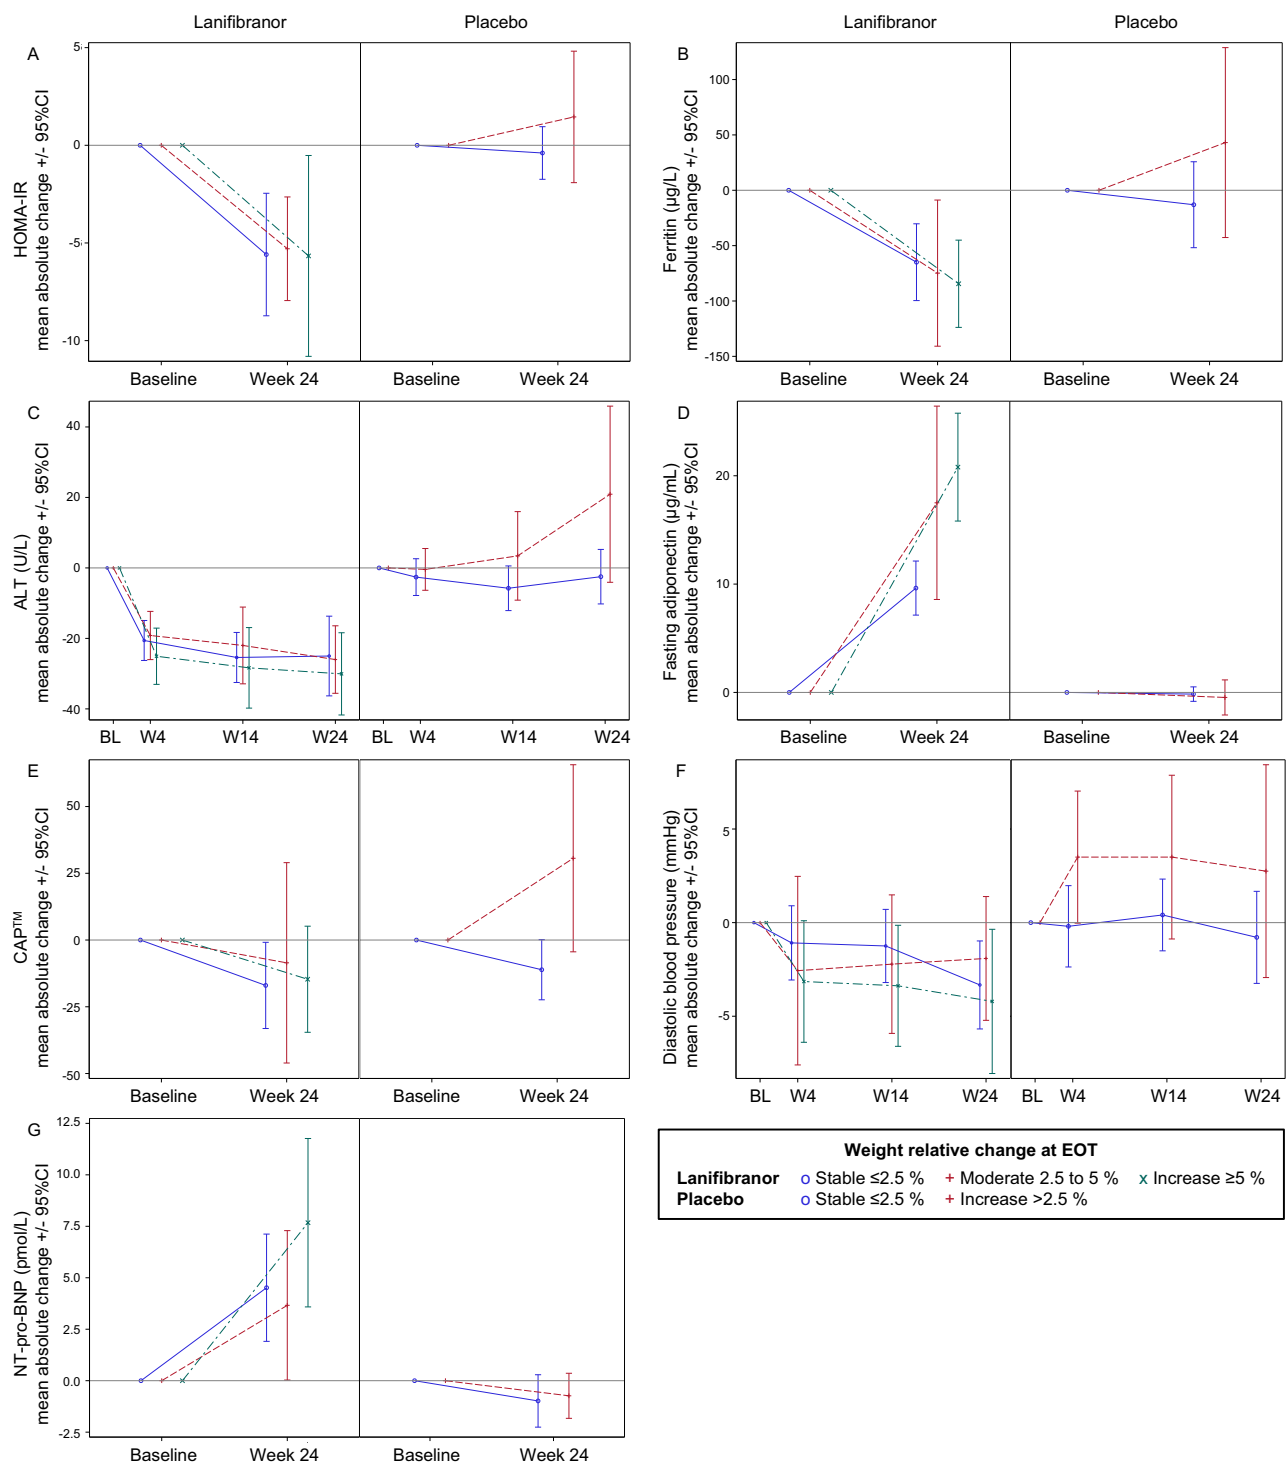 Lanifibranor Placebo Lanifibranor Placebo
A
HOMA-IR
mean absolute change +/- 95%CI
5
0
-5
-10
Baseline Week 24 Baseline Week 24
B
Ferritin (µg/L)
mean absolute change +/- 95%CI
100
50
0
-50
-100
-150
Baseline Week 24 Baseline Week 24
C
ALT (U/L)
mean absolute change +/- 95%CI
40
20
0
-20
-40
BL W4 W14 W24 BL W4 W14 W24
D
Fasting adiponectin (µg/mL)
mean absolute change +/- 95%CI
20
10
0
Baseline Week 24 Baseline Week 24
E
CAP™
mean absolute change +/- 95%CI
50
25
0
-25
-50
Baseline Week 24 Baseline Week 24
F
Diastolic blood pressure (mmHg)
mean absolute change +/- 95%CI
5
0
-5
BL W4 W14 W24 BL W4 W14 W24
G
NT-pro-BNP (pmol/L)
mean absolute change +/- 95%CI
12.5
10.0
7.5
5.0
2.5
0.0
-2.5
Baseline Week 24 Baseline Week 24
Weight relative change at EOT
Lanifibranor o Stable ≤2.5 % + Moderate 2.5 to 5 % x Increase ≥5 %
Placebo o Stable ≤2.5 % + Increase >2.5 %